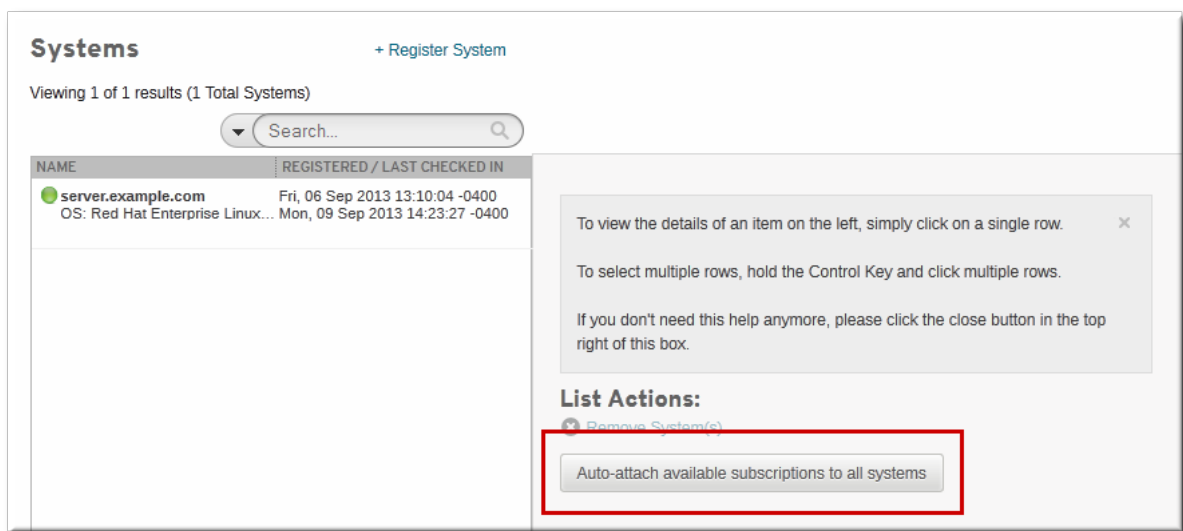 Systems
+ Register System
Viewing 1 of 1 results (1 Total Systems)
Search...
NAME
REGISTERED / LAST CHECKED IN
server.example.com
Fri, 06 Sep 2013 13:10:04 -0400
OS: Red Hat Enterprise Linux...
Mon, 09 Sep 2013 14:23:27 -0400
To view the details of an item on the left, simply click on a single row.
To select multiple rows, hold the Control Key and click multiple rows.
If you don't need this help anymore, please click the close button in the top
right of this box.
List Actions:
Remove System(s)
Auto-attach available subscriptions to all systems